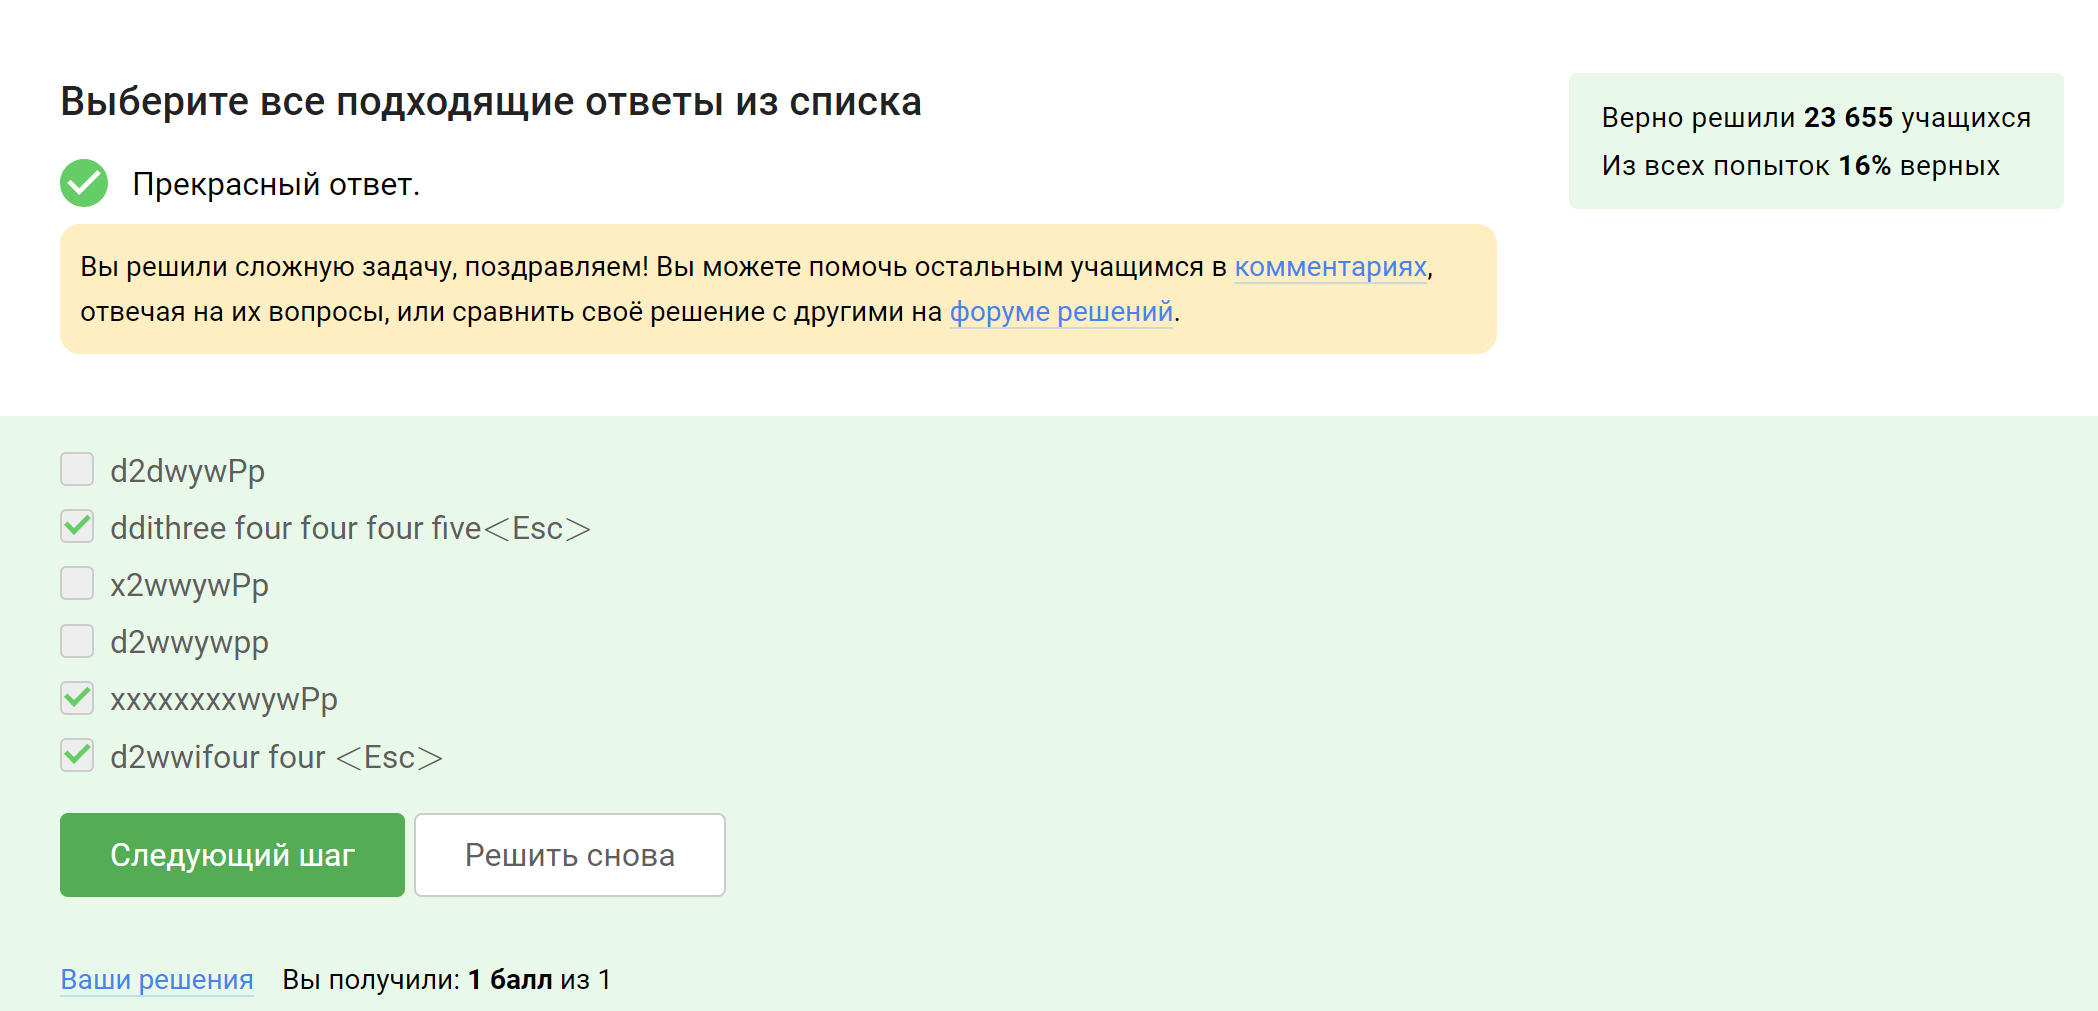 Выберите все подходящие ответы из списка
Верно решили 23 655 учащихся
Из всех попыток 16% верных
Прекрасный ответ.
Вы решили сложную задачу, поздравляем! Вы можете помочь остальным учащимся в комментариях,
отвечая на их вопросы, или сравнить своё решение с другими на форуме решений.
d2dwywPp
ddithree four four four five<Esc>
x2wwywPp
d2wwywpp
xxxxxxxxwywPp
d2wwifour four <Esc>
Следующий шаг
Решить снова
Ваши решения Вы получили: 1 балл из 1